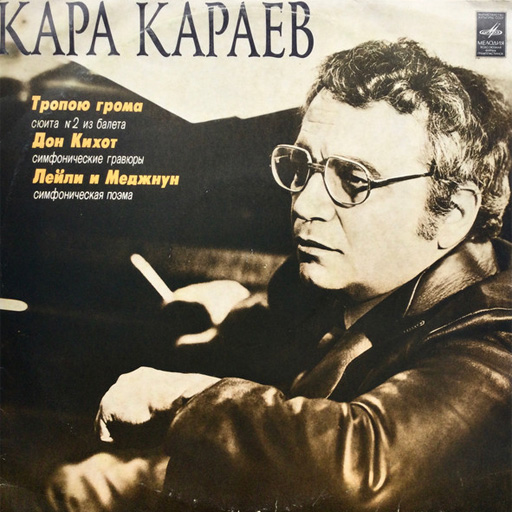 КАРА КАРАЕВ
МЕЛОДИЯ
Тропою грома
сюита №2 из балета
Дон Кихот
симфонические гравюры
Лейли и Меджнун
симфоническая поэма